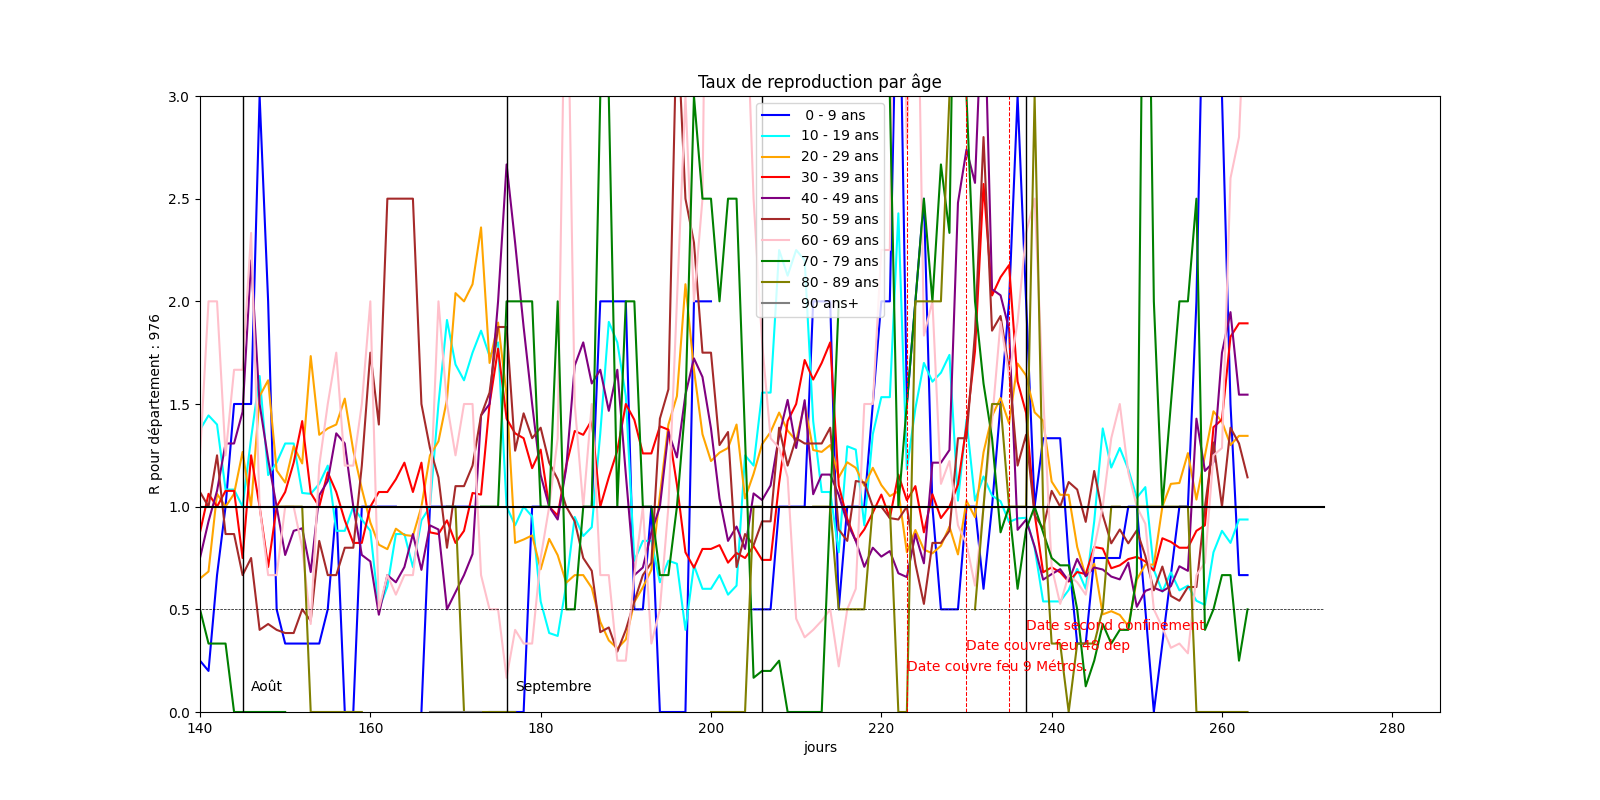 Taux de reproduction par âge
R pour département : 976
3.0
2.5
2.0
1.5
1.0
0.5
0.0
0 - 9 ans
10 - 19 ans
20 - 29 ans
30 - 39 ans
40 - 49 ans
50 - 59 ans
60 - 69 ans
70 - 79 ans
80 - 89 ans
90 ans+
Date second confinement
Date couvre feu 48 dep
Date couvre feu 9 Métros.
Août
Septembre
140
160
180
200
220
240
260
280
jours